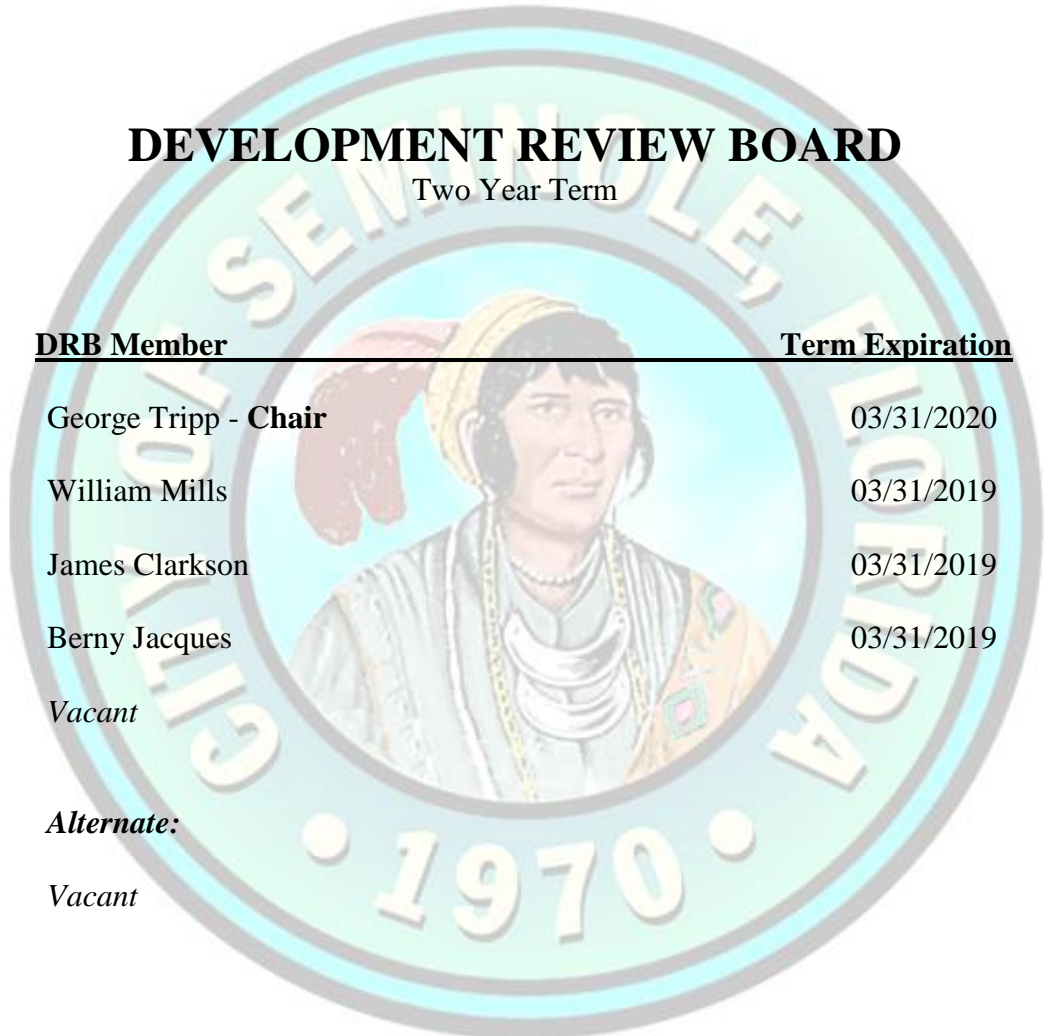 DEVELOPMENT REVIEW BOARD
Two Year Term
DRB Member Term Expiration
George Tripp - Chair 03/31/2020
William Mills 03/31/2019
James Clarkson 03/31/2019
Berny Jacques 03/31/2019
Vacant
Alternate:
Vacant
CITY OF SEMINOLE, FLORIDA
• 1970 •